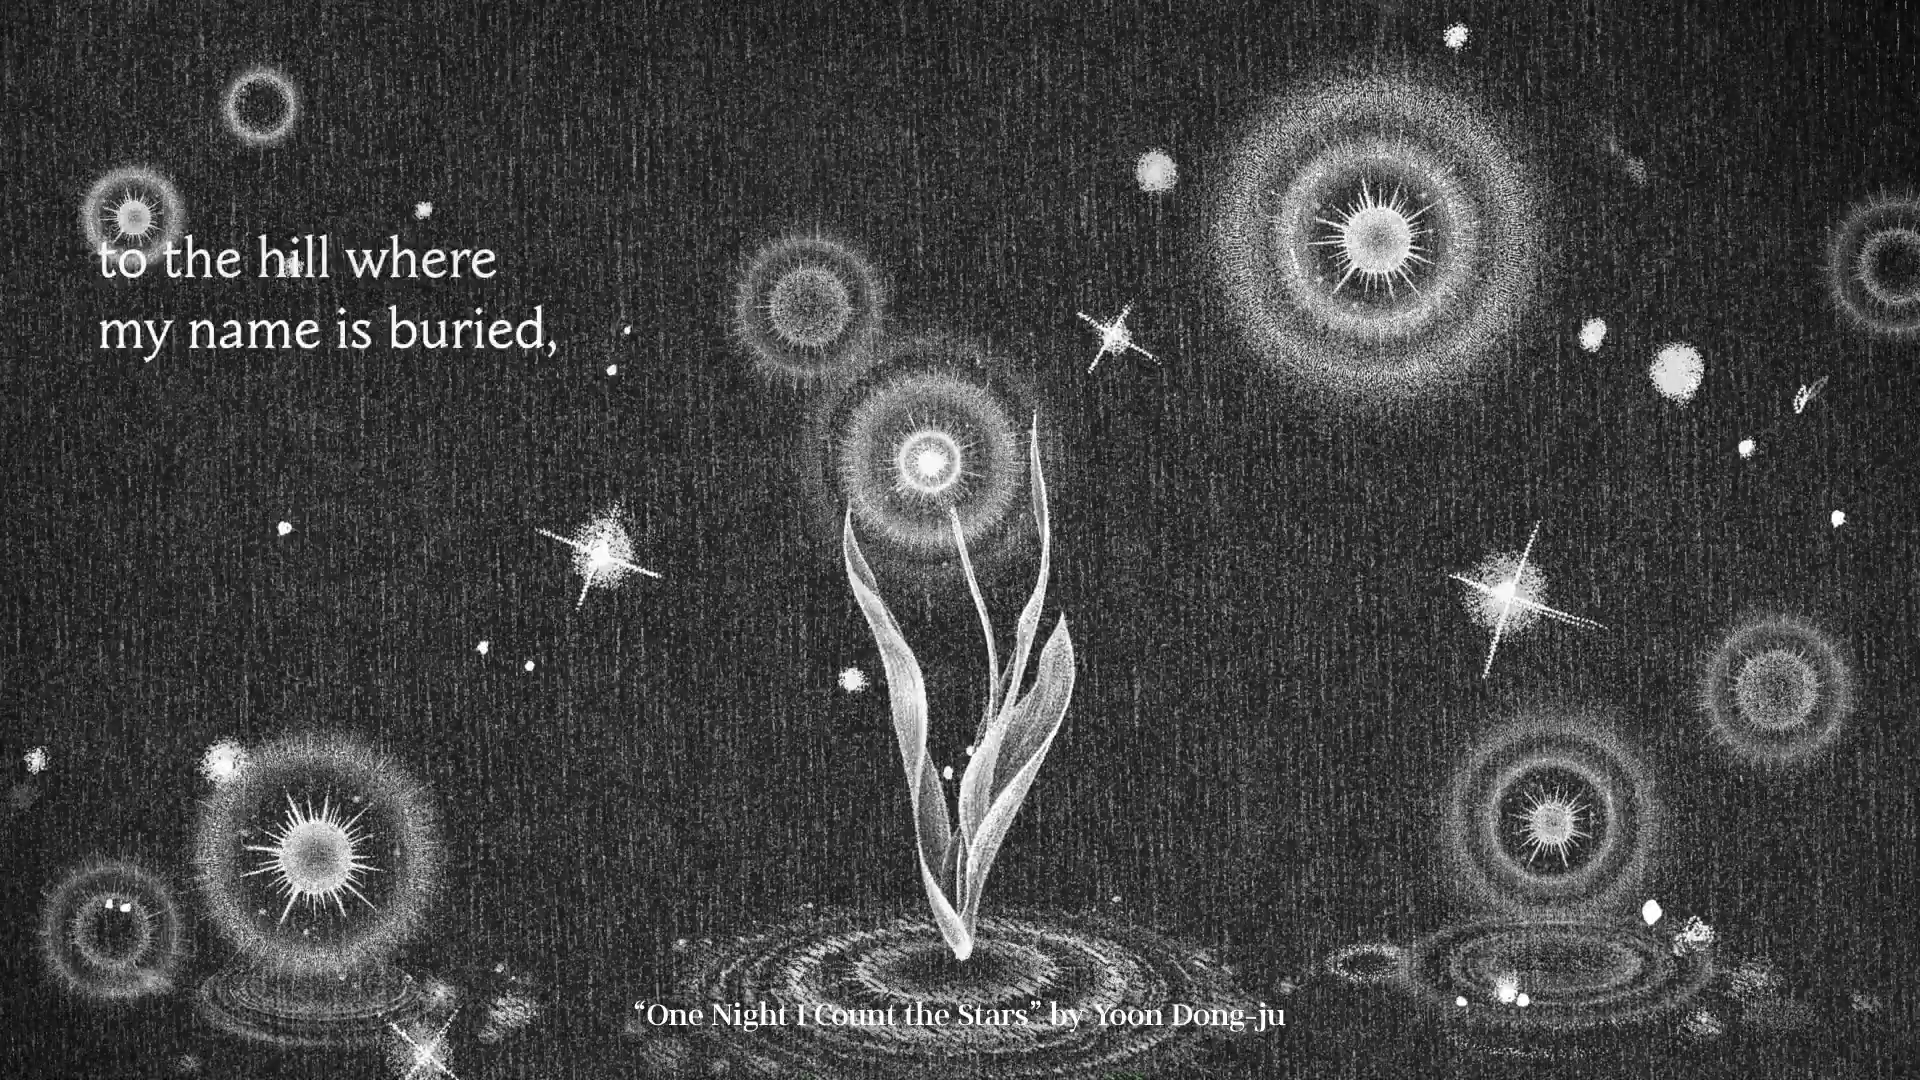 to the hill where
my name is buried,
“One Night I Count the Stars” by Yoon Dong-ju